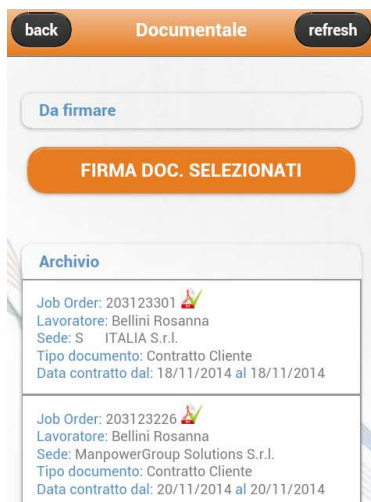 back Documentale refresh
Da firmare
FIRMA DOC. SELEZIONATI
Archivio
Job Order: 203123301
Lavoratore: Bellini Rosanna
Sede: S ITALIA S.r.l.
Tipo documento: Contratto Cliente
Data contratto dal: 18/11/2014 al 18/11/2014
Job Order: 203123226
Lavoratore: Bellini Rosanna
Sede: ManpowerGroup Solutions S.r.l.
Tipo documento: Contratto Cliente
Data contratto dal: 20/11/2014 al 20/11/2014